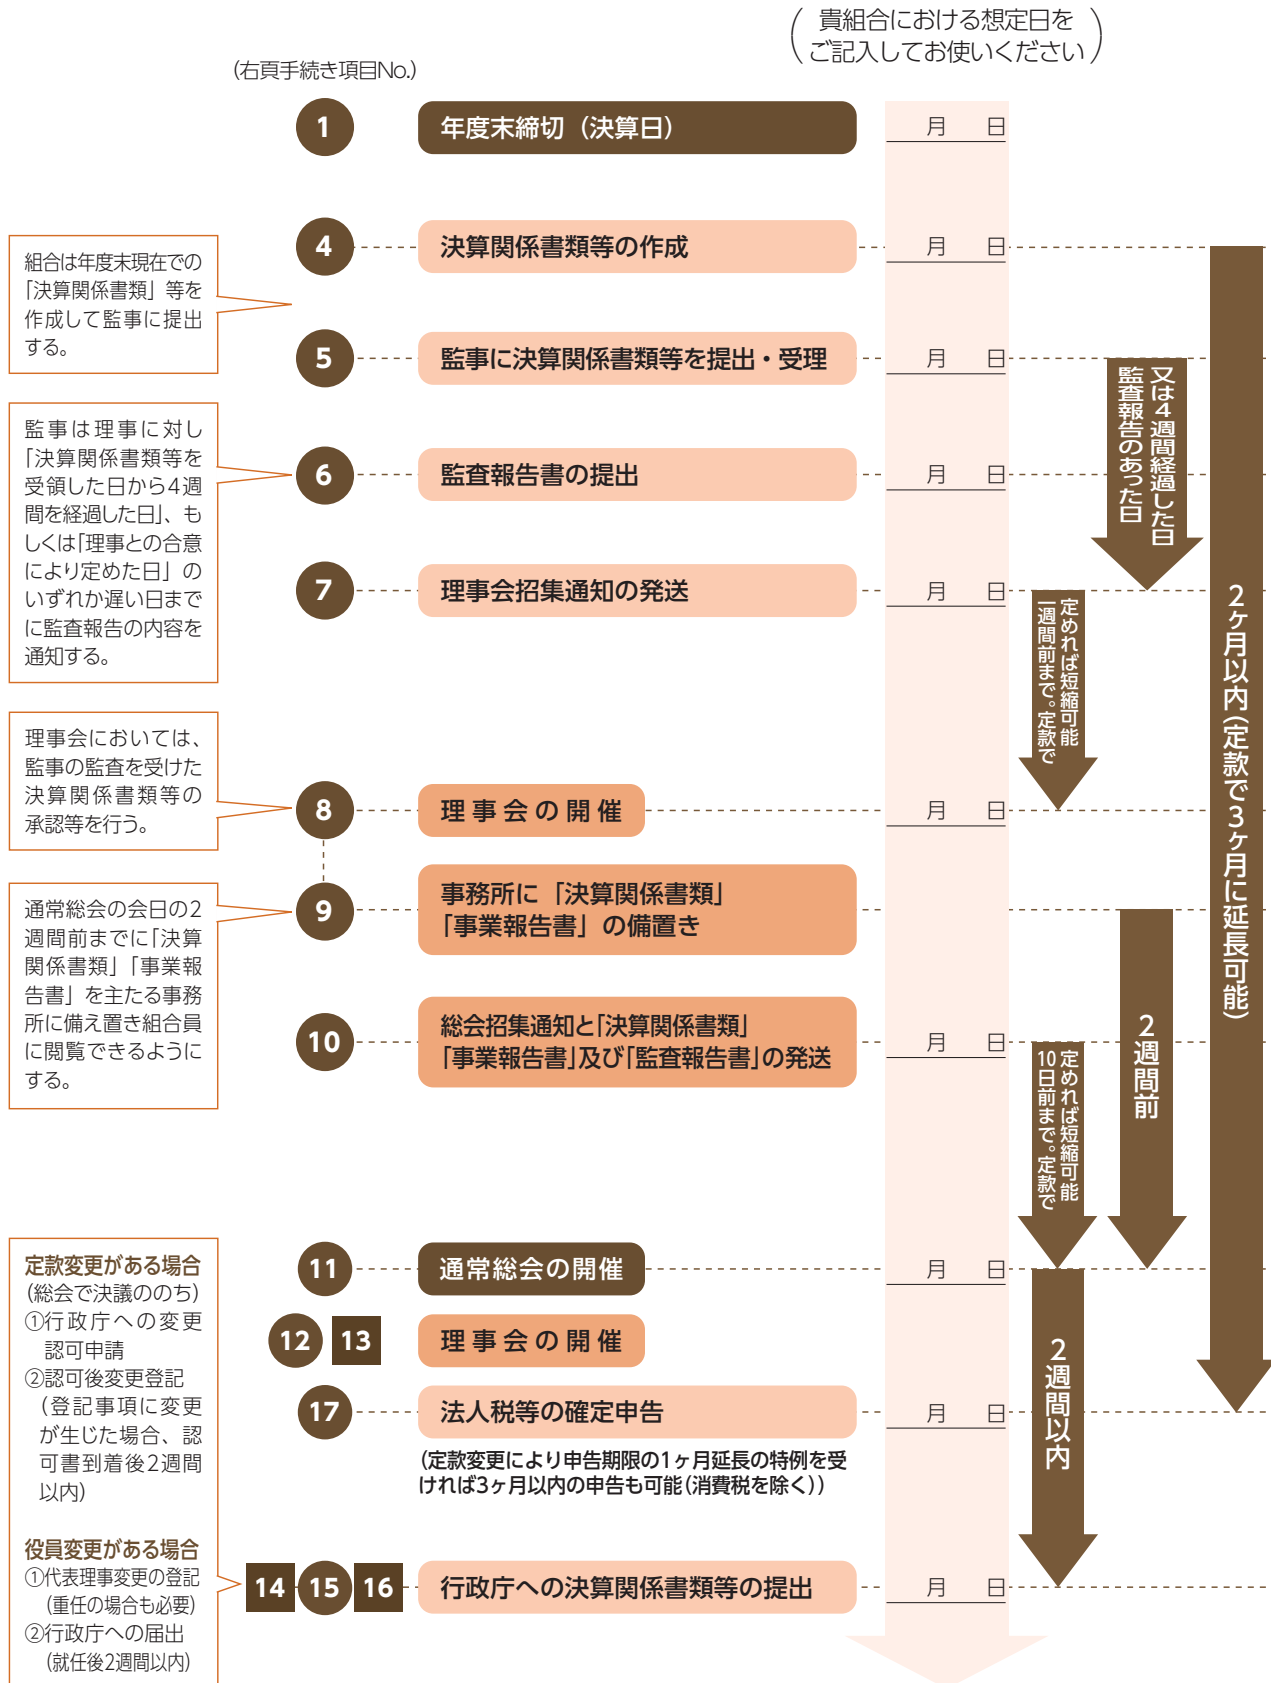 貴組合における想定日を
ご記入してお使いください
(右頁手続き項目No.)
1
年度末締切（決算日）
月 日
4
決算関係書類等の作成
月 日
組合は年度末現在での
「決算関係書類」等を
作成して監事に提出
する。
5
監事に決算関係書類等を提出・受理
月 日
監事は理事に対し
「決算関係書類等を
受領した日から4週
間を経過した日」、も
しくは「理事との合意
により定めた日」の
いずれか遅い日まで
に監査報告の内容を
通知する。
6
監査報告書の提出
月 日
監査報告のあった日
又は4週間経過した日
7
理事会招集通知の発送
月 日
一週間前まで。定款で
定めれば短縮可能
2ヶ月以内(定款で3ヶ月に延長可能)
理事会においては、
監事の監査を受けた
決算関係書類等の
承認等を行う。
8
理事会の開催
月 日
通常総会の会日の2
週間前までに「決算
関係書類」「事業報
告書」を主たる事務
所に備え置き組合員
に閲覧できるように
する。
9
事務所に「決算関係書類」
「事業報告書」の備置き
2週間前
10
総会招集通知と「決算関係書類」
「事業報告書」及び「監査報告書」の発送
月 日
10日前まで。定款で
定めれば短縮可能
11
通常総会の開催
月 日
定款変更がある場合
(総会で決議ののち)
①行政庁への変更
認可申請
②認可後変更登記
(登記事項に変更
が生じた場合、認
可書到着後2週間
以内)
12 13
理事会の開催
2週間以内
17
法人税等の確定申告
月 日
(定款変更により申告期限の1ヶ月延長の特例を受
ければ3ヶ月以内の申告も可能(消費税を除く))
役員変更がある場合
①代表理事変更の登記
(重任の場合も必要)
②行政庁への届出
(就任後2週間以内)
14 15 16
行政庁への決算関係書類等の提出
月 日